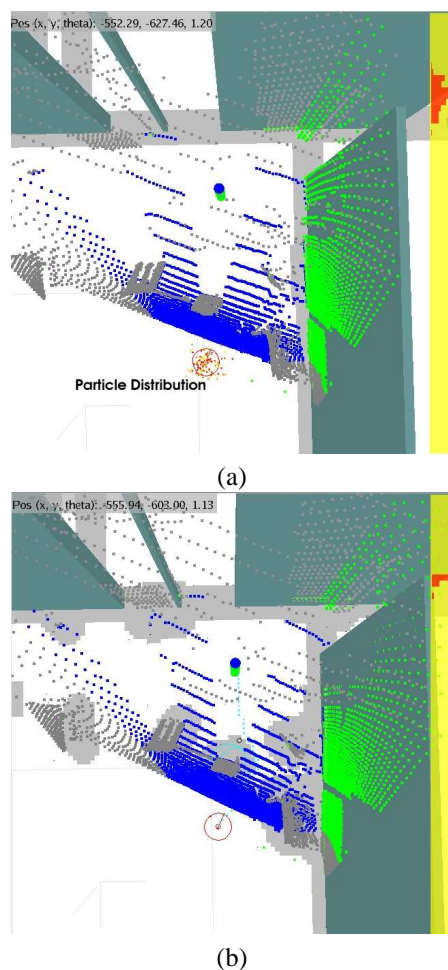 Pos (x, y, theta): -552.29, -627.46, 1.20
Particle Distribution
(a)
Pos (x, y, theta): -555.94, -603.00, 1.13
(b)